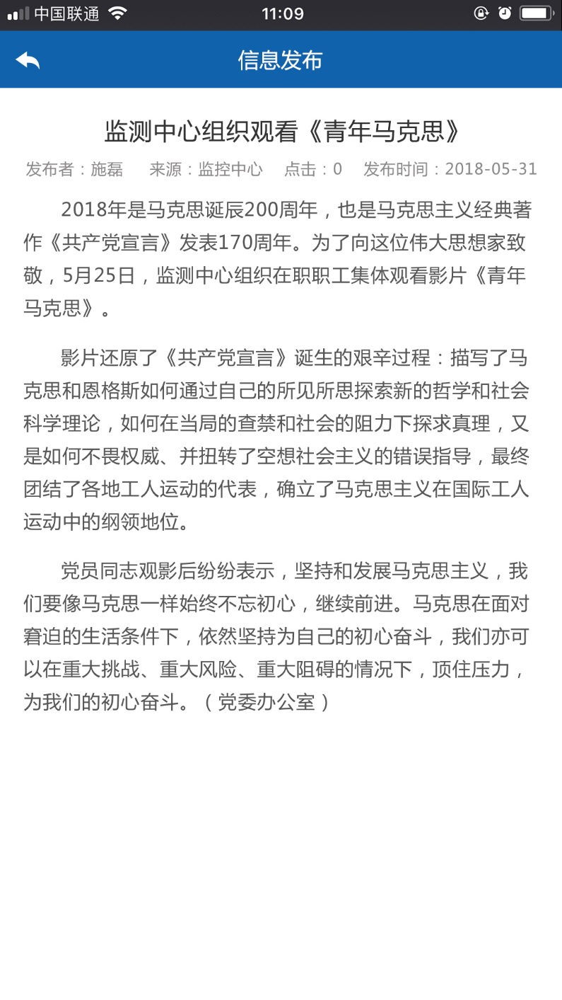 中国联通
11:09
信息发布
监测中心组织观看《青年马克思》
发布者：施磊 来源：监控中心 点击：0 发布时间：2018-05-31
2018年是马克思诞辰200周年，也是马克思主义经典著
作《共产党宣言》发表170周年。为了向这位伟大思想家致
敬，5月25日，监测中心组织在职职工集体观看影片《青年
马克思》。
影片还原了《共产党宣言》诞生的艰辛过程：描写了马
克思和恩格斯如何通过自己的所见所思探索新的哲学和社会
科学理论，如何在当局的查禁和社会的阻力下探求真理，又
是如何不畏权威、并扭转了空想社会主义的错误指导，最终
团结了各地工人运动的代表，确立了马克思主义在国际工人
运动中的纲领地位。
党员同志观影后纷纷表示，坚持和发展马克思主义，我
们要像马克思一样始终不忘初心，继续前进。马克思在面对
窘迫的生活条件下，依然坚持为自己的初心奋斗，我们亦可
以在重大挑战、重大风险、重大阻碍的情况下，顶住压力，
为我们的初心奋斗。（党委办公室）